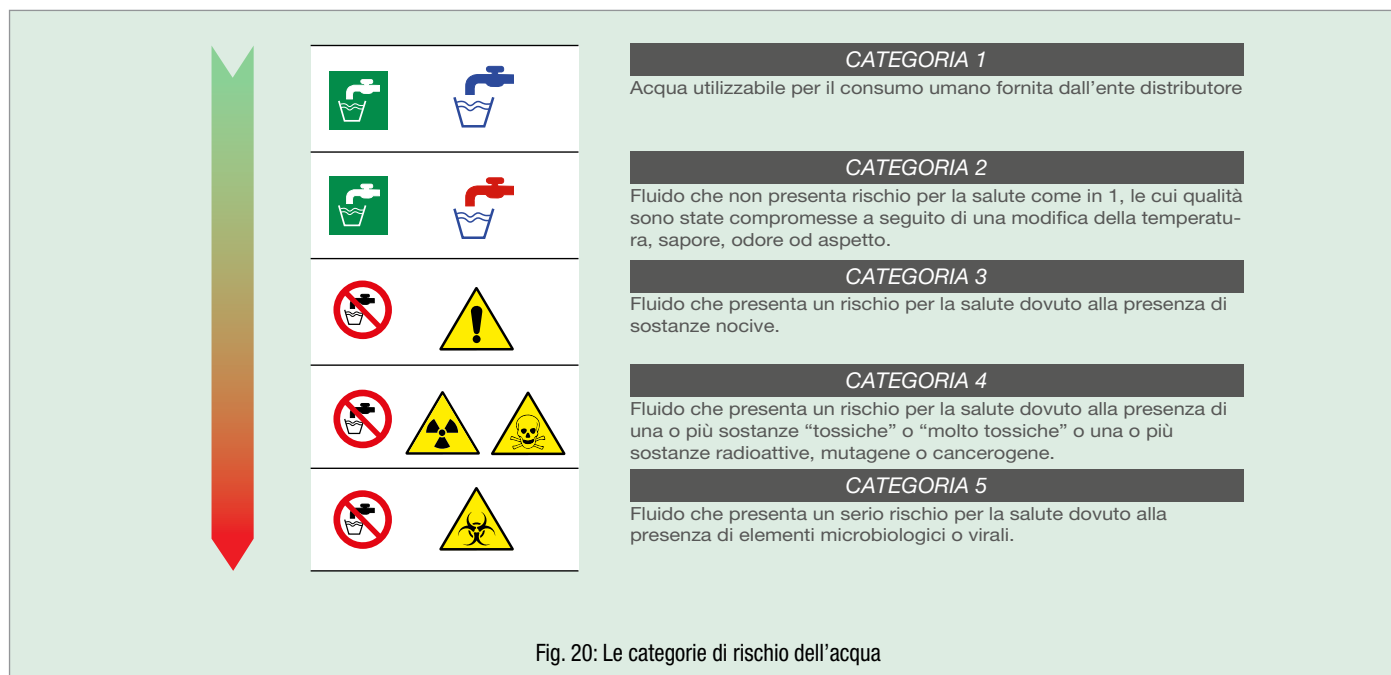 CATEGORIA 1
Acqua utilizzabile per il consumo umano fornita dall’ente distributore
CATEGORIA 2
Fluido che non presenta rischio per la salute come in 1, le cui qualità
sono state compromesse a seguito di una modifica della temperatu-
ra, sapore, odore od aspetto.
CATEGORIA 3
Fluido che presenta un rischio per la salute dovuto alla presenza di
sostanze nocive.
CATEGORIA 4
Fluido che presenta un rischio per la salute dovuto alla presenza di
una o più sostanze “tossiche” o “molto tossiche” o una o più
sostanze radioattive, mutagene o cancerogene.
CATEGORIA 5
Fluido che presenta un serio rischio per la salute dovuto alla
presenza di elementi microbiologici o virali.
Fig. 20: Le categorie di rischio dell’acqua